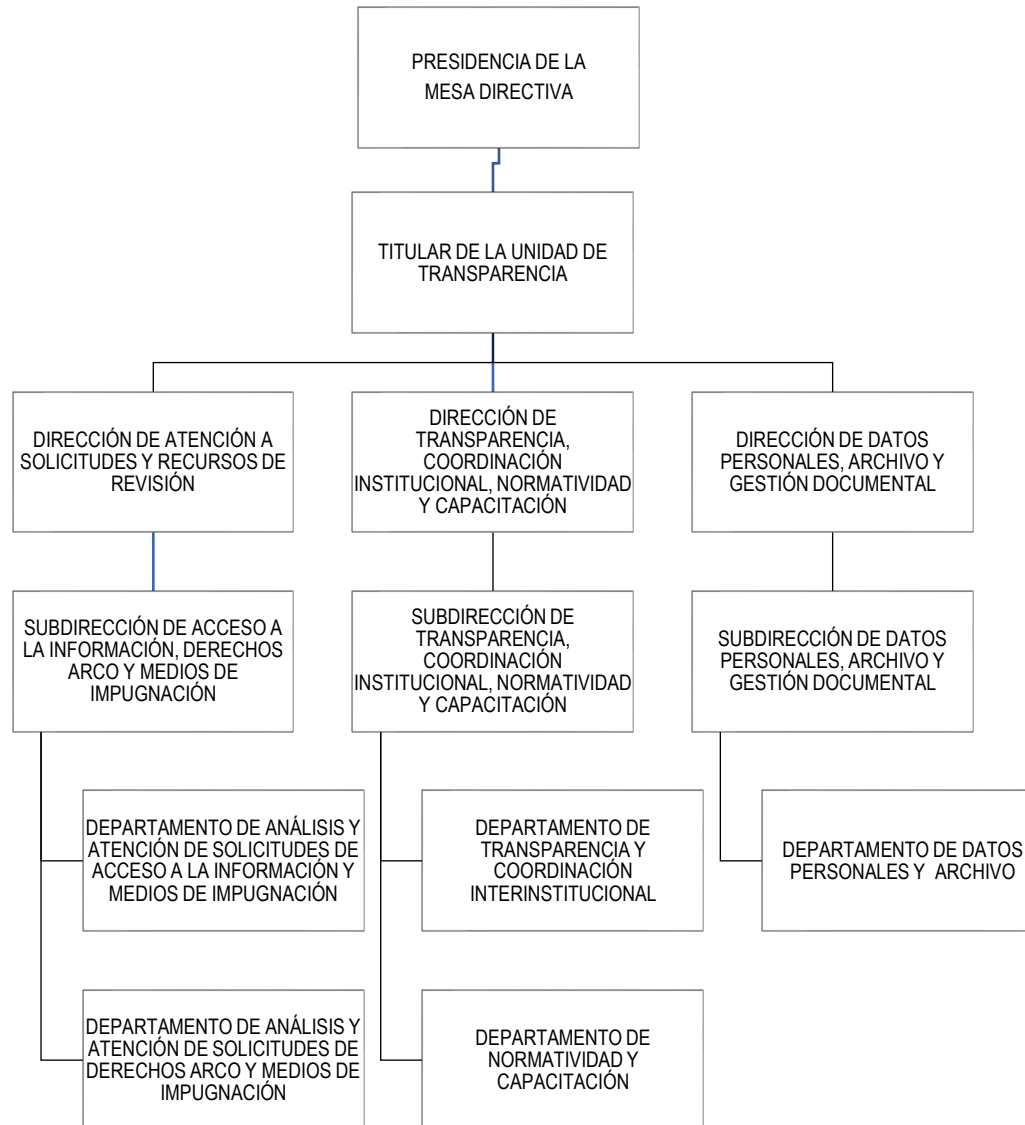 PRESIDENCIA DE LA
MESA DIRECTIVA
TITULAR DE LA UNIDAD DE
TRANSPARENCIA
DIRECCIÓN DE ATENCIÓN A
SOLICITUDES Y RECURSOS DE
REVISIÓN
DIRECCIÓN DE
TRANSPARENCIA,
COORDINACIÓN
INSTITUCIONAL, NORMATIVIDAD
Y CAPACITACIÓN
DIRECCIÓN DE DATOS
PERSONALES, ARCHIVO Y
GESTIÓN DOCUMENTAL
SUBDIRECCIÓN DE ACCESO A
LA INFORMACIÓN, DERECHOS
ARCO Y MEDIOS DE
IMPUGNACIÓN
SUBDIRECCIÓN DE
TRANSPARENCIA,
COORDINACIÓN
INSTITUCIONAL, NORMATIVIDAD
Y CAPACITACIÓN
SUBDIRECCIÓN DE DATOS
PERSONALES, ARCHIVO Y
GESTIÓN DOCUMENTAL
DEPARTAMENTO DE ANÁLISIS Y
ATENCIÓN DE SOLICITUDES DE
ACCESO A LA INFORMACIÓN Y
MEDIOS DE IMPUGNACIÓN
DEPARTAMENTO DE
TRANSPARENCIA Y
COORDINACIÓN
INTERINSTITUCIONAL
DEPARTAMENTO DE DATOS
PERSONALES Y ARCHIVO
DEPARTAMENTO DE ANÁLISIS Y
ATENCIÓN DE SOLICITUDES DE
DERECHOS ARCO Y MEDIOS DE
IMPUGNACIÓN
DEPARTAMENTO DE
NORMATIVIDAD Y
CAPACITACIÓN